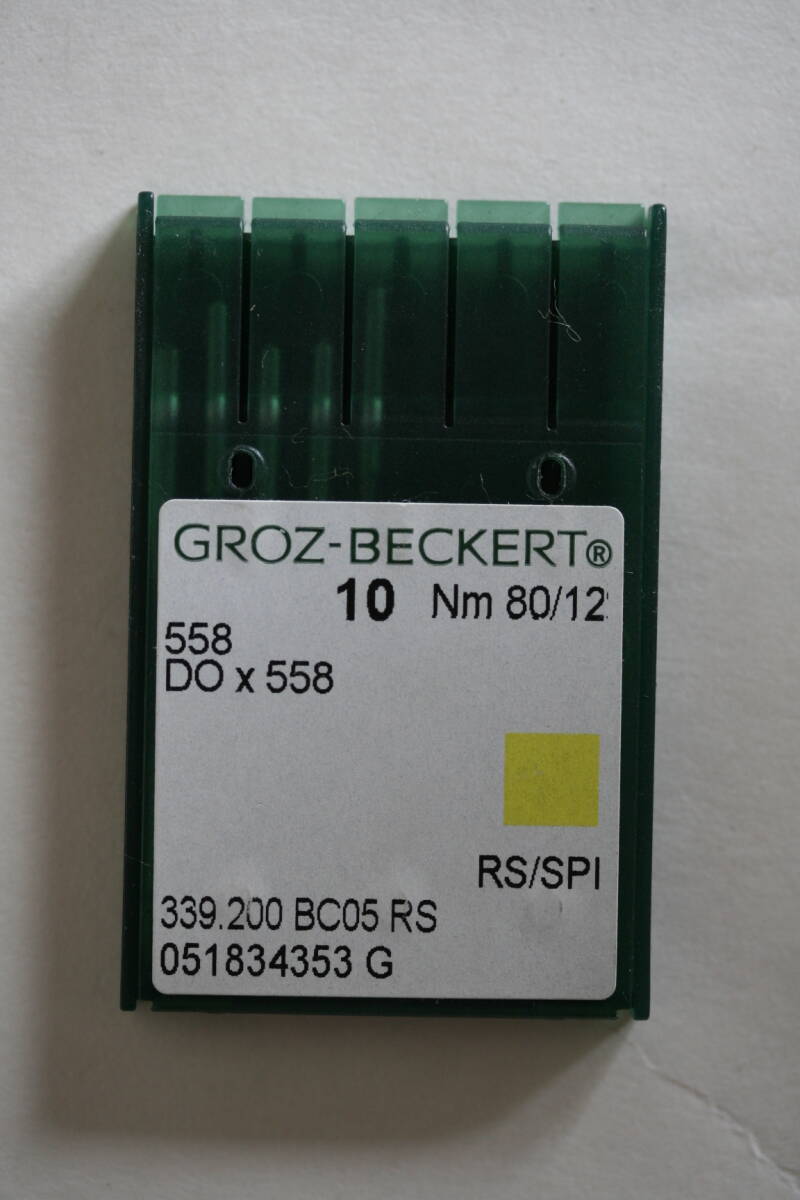 GROZ-BECKERT®
10 Nm 80/12
558
DO x 558
RS/SPI
339.200 BC05 RS
051834353 G